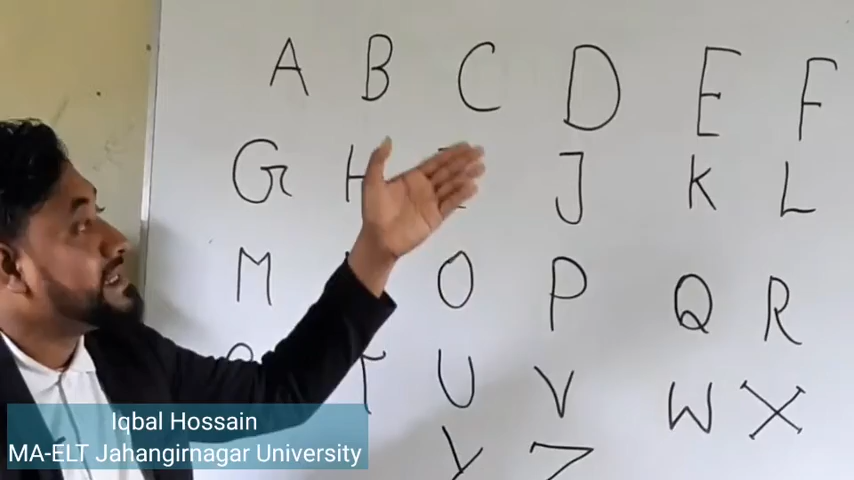 A B C D E F
G H J K L
M O P Q R
T U V W X
Y Z
Iqbal Hossain
MA-ELT Jahangirnagar University